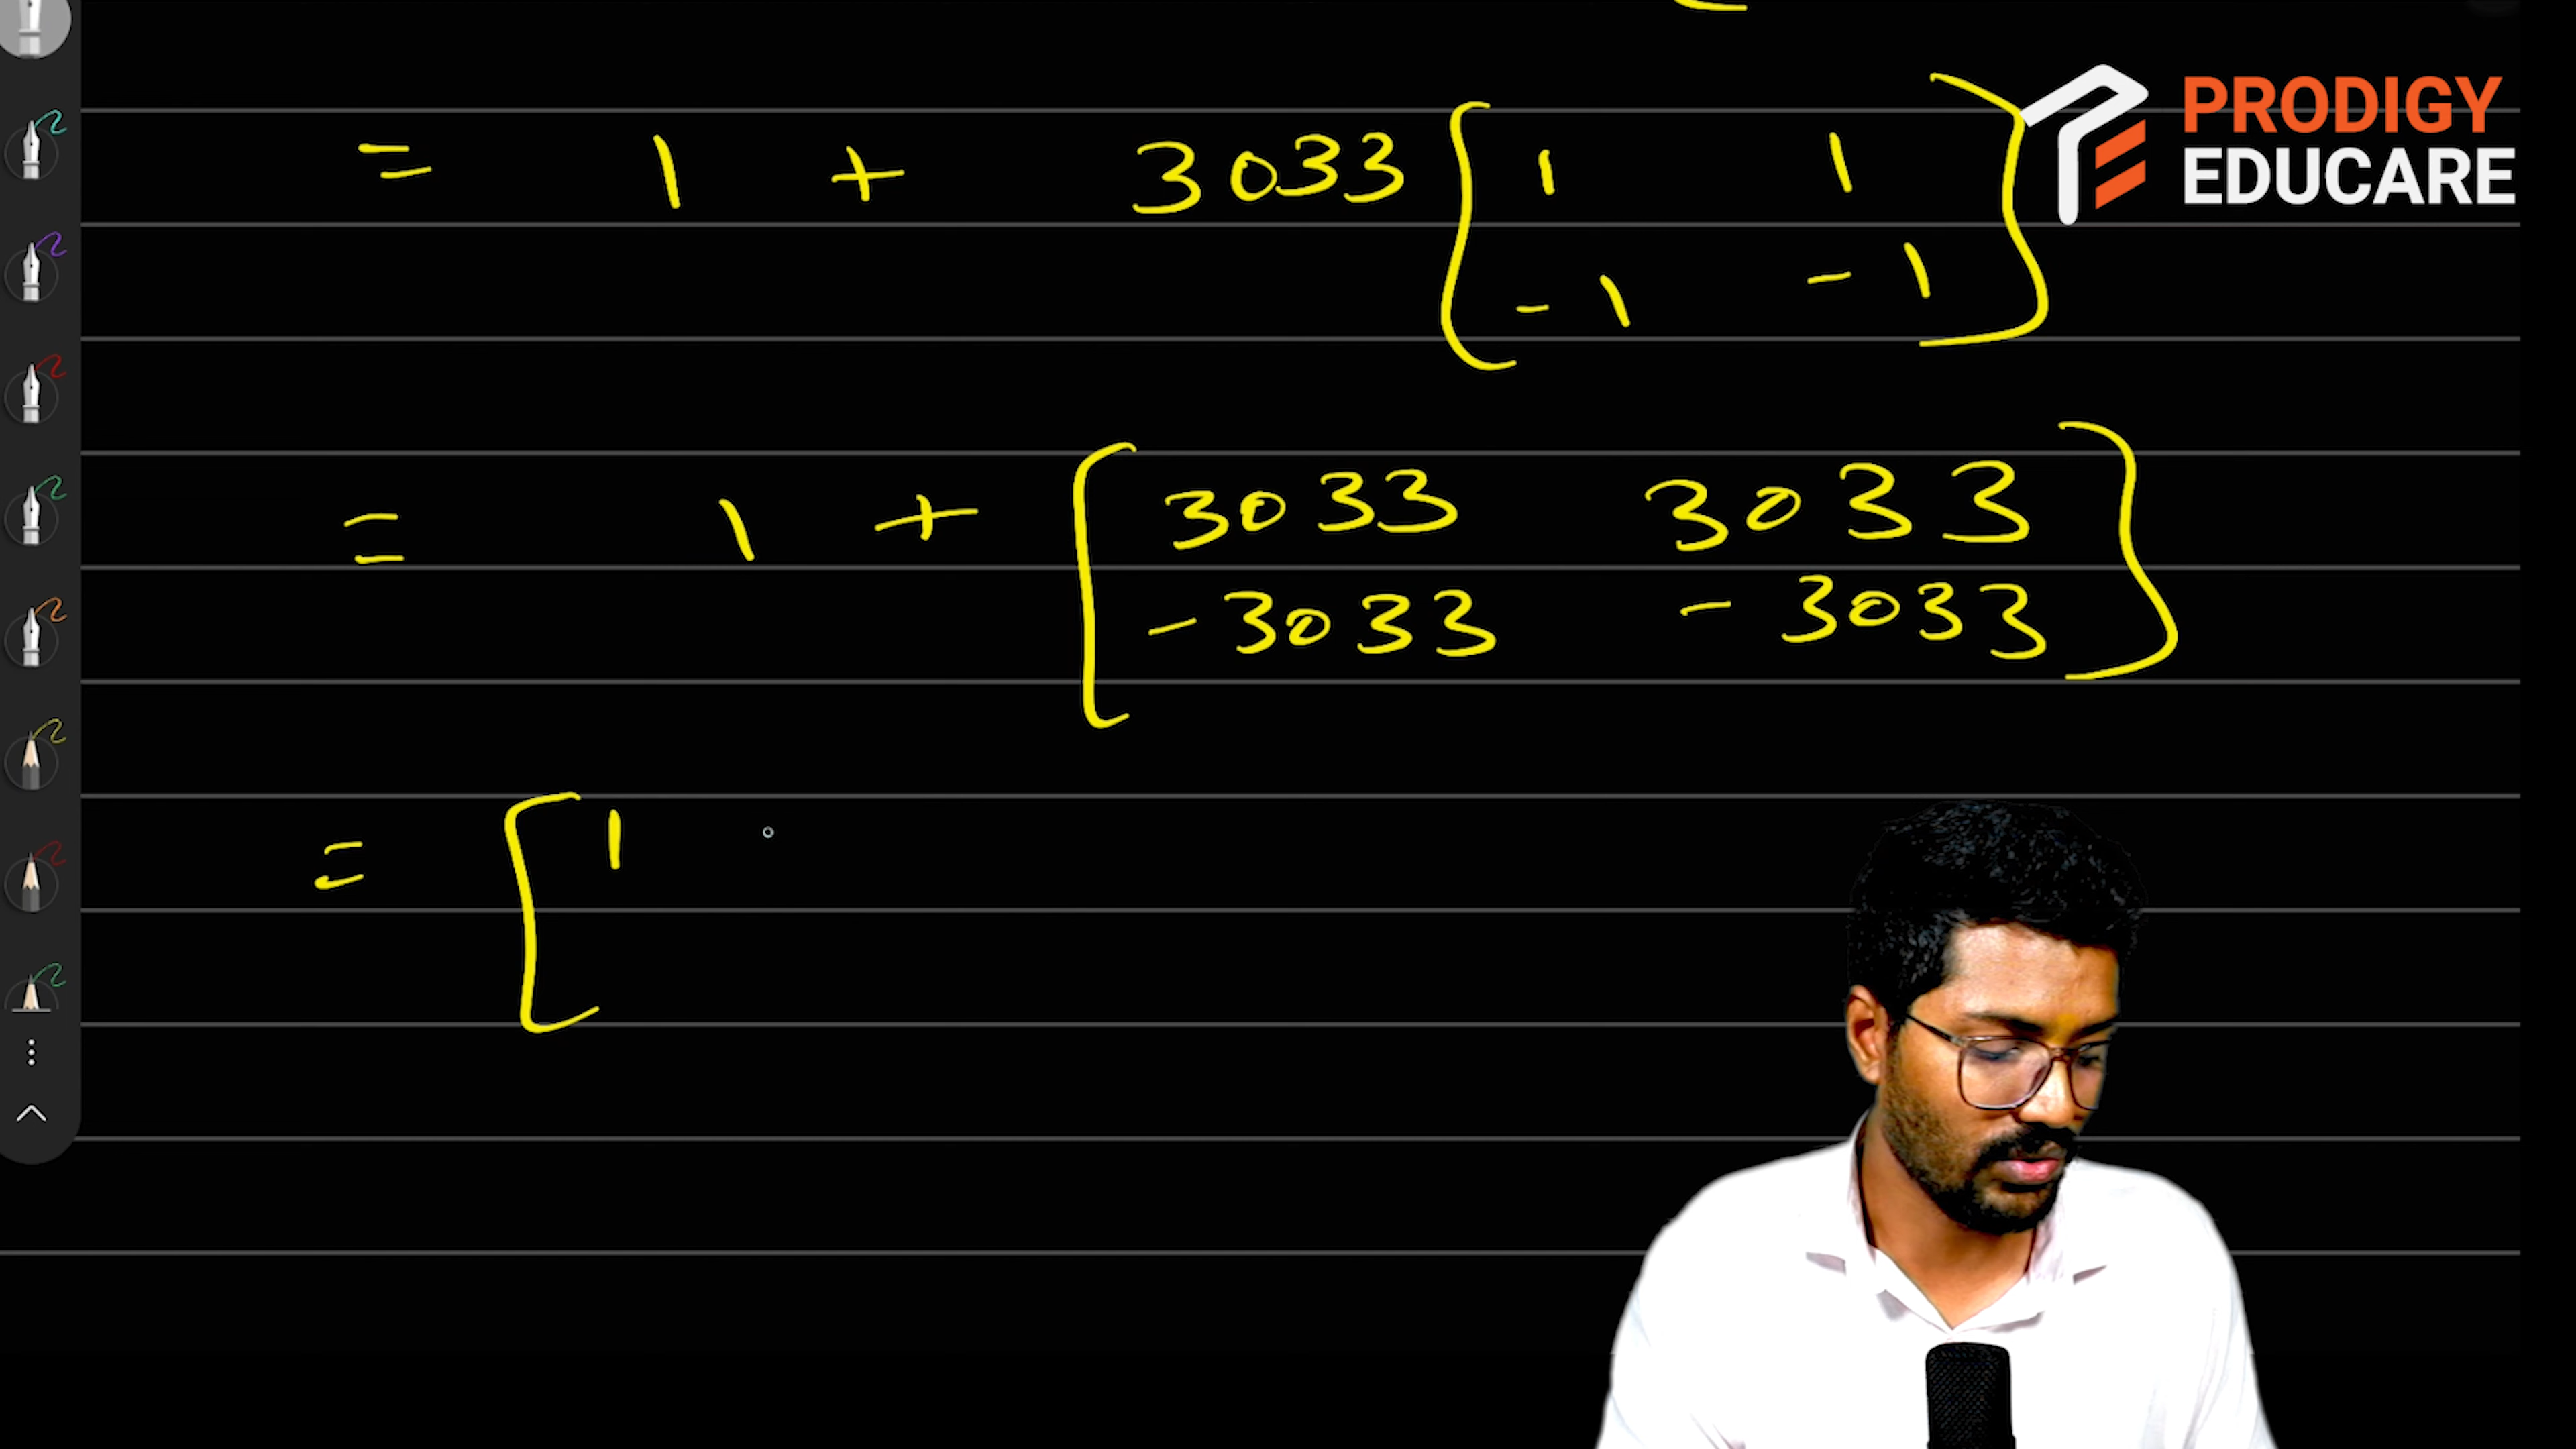 PRODIGY
EDUCARE
= 1 + 3033 [ 1 1
-1 -1 ]
= 1 + [ 3033 3033
-3033 -3033 ]
= [ 1